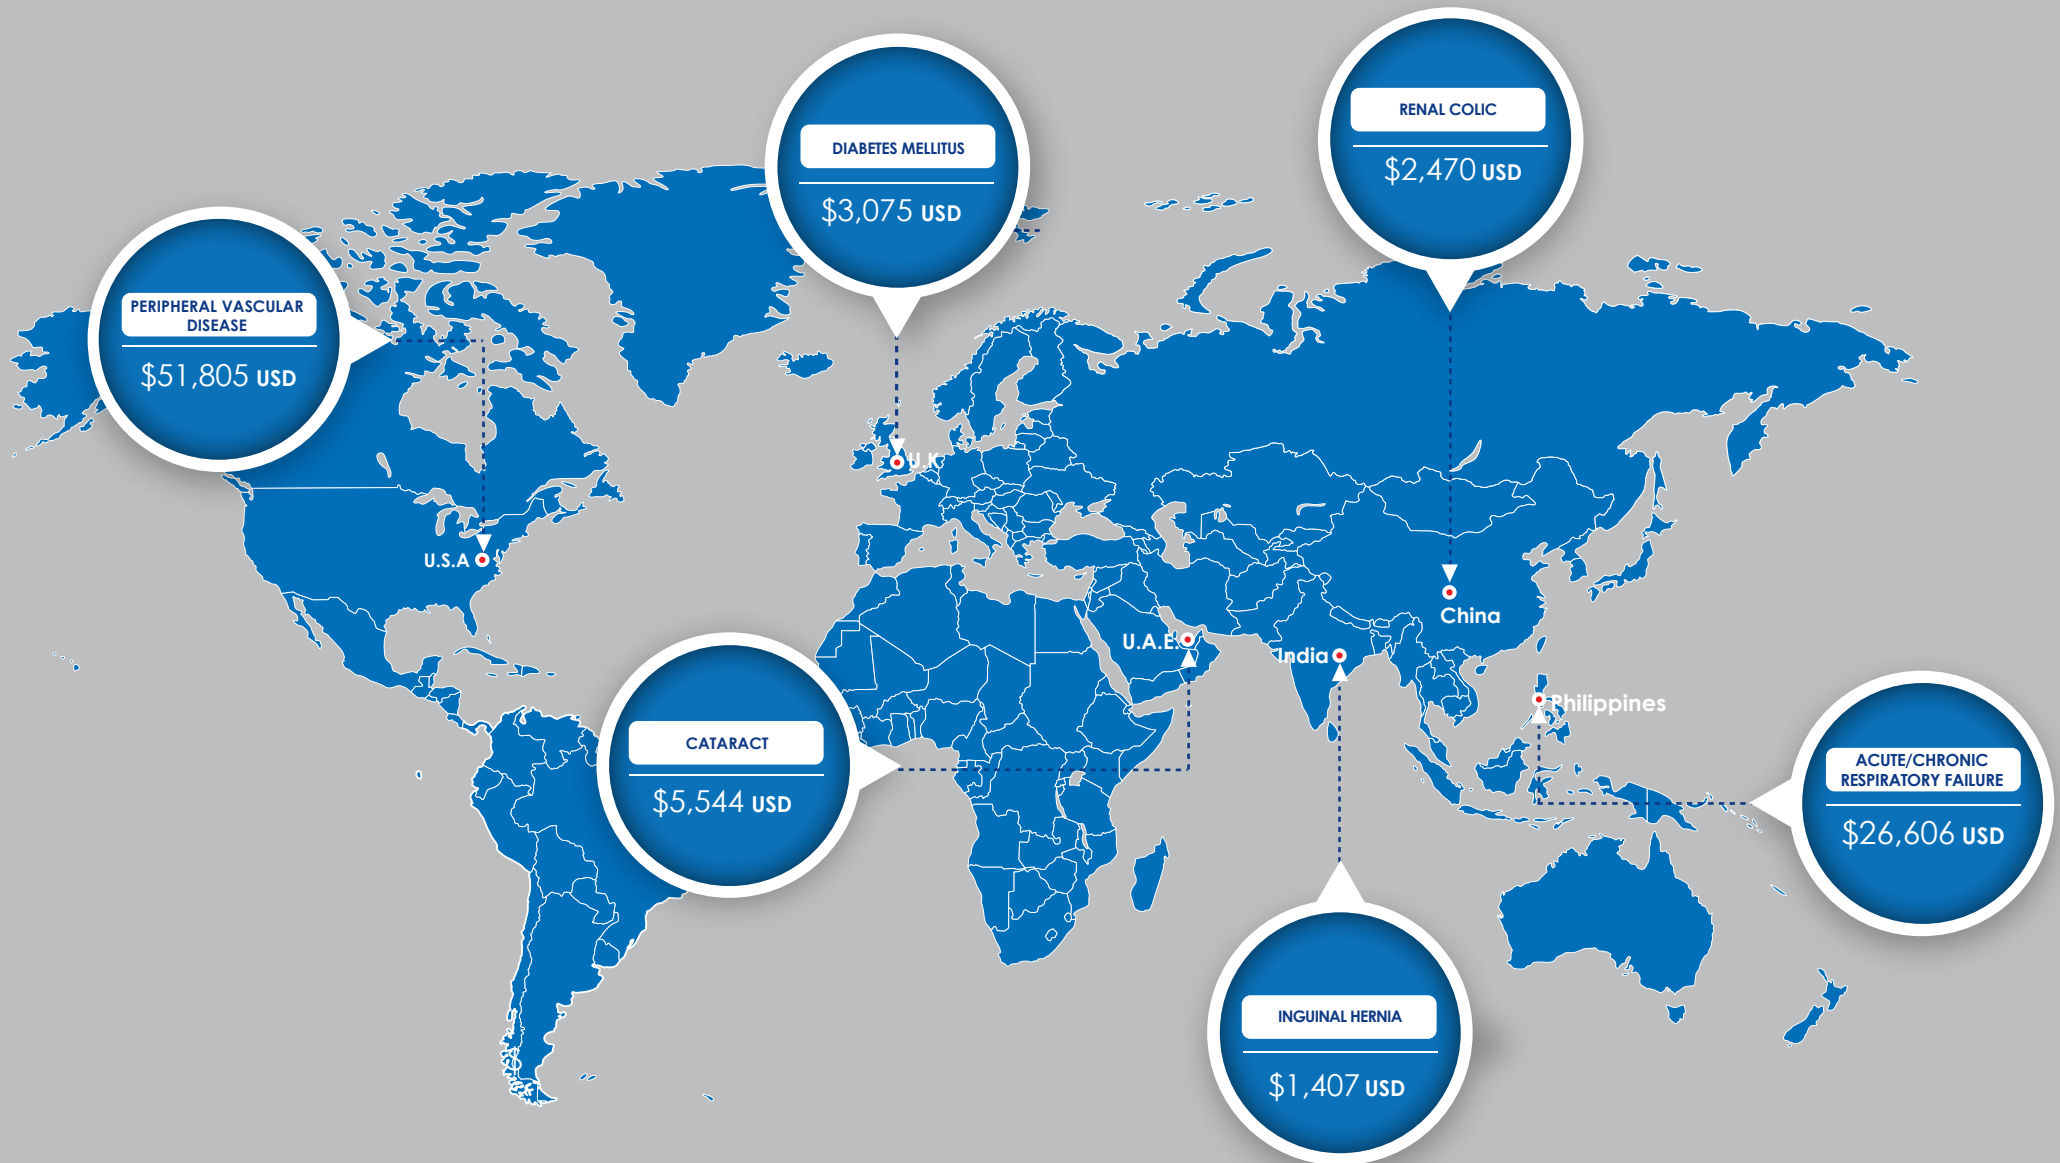 RENAL COLIC
$2,470 USD
DIABETES MELLITUS
$3,075 USD
PERIPHERAL VASCULAR
DISEASE
$51,805 USD
U.K
U.S.A
China
U.A.E.
India
Philippines
CATARACT
$5,544 USD
ACUTE/CHRONIC
RESPIRATORY FAILURE
$26,606 USD
INGUINAL HERNIA
$1,407 USD
$